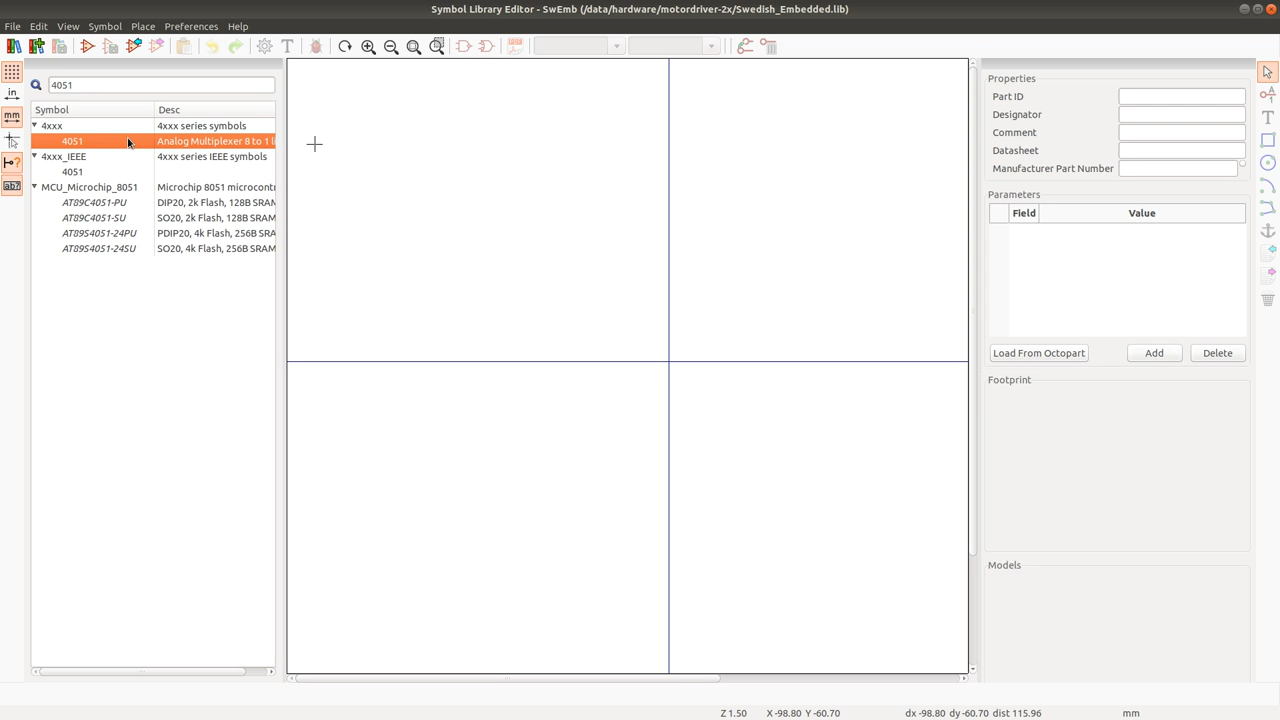 Symbol Library Editor - SwEmb (/data/hardware/motordriver-2x/Swedish_Embedded.lib)
File Edit View Symbol Place Preferences Help
in
mm
ab?
4051
Symbol Desc
4xxx 4xxx series symbols
4051 Analog Multiplexer 8 to 1 li
4xxx_IEEE 4xxx series IEEE symbols
4051
MCU_Microchip_8051 Microchip 8051 microcont
AT89C4051-PU DIP20, 2k Flash, 128B SRAM
AT89C4051-SU SO20, 2k Flash, 128B SRAM
AT89S4051-24PU PDIP20, 4k Flash, 256B SRA
AT89S4051-24SU SO20, 4k Flash, 256B SRAM
Properties
Part ID
Designator
Comment
Datasheet
Manufacturer Part Number
Parameters
Field Value
Load From Octopart Add Delete
Footprint
Models
Z 1.50 X -98.80 Y -60.70 dx -98.80 dy -60.70 dist 115.96 mm